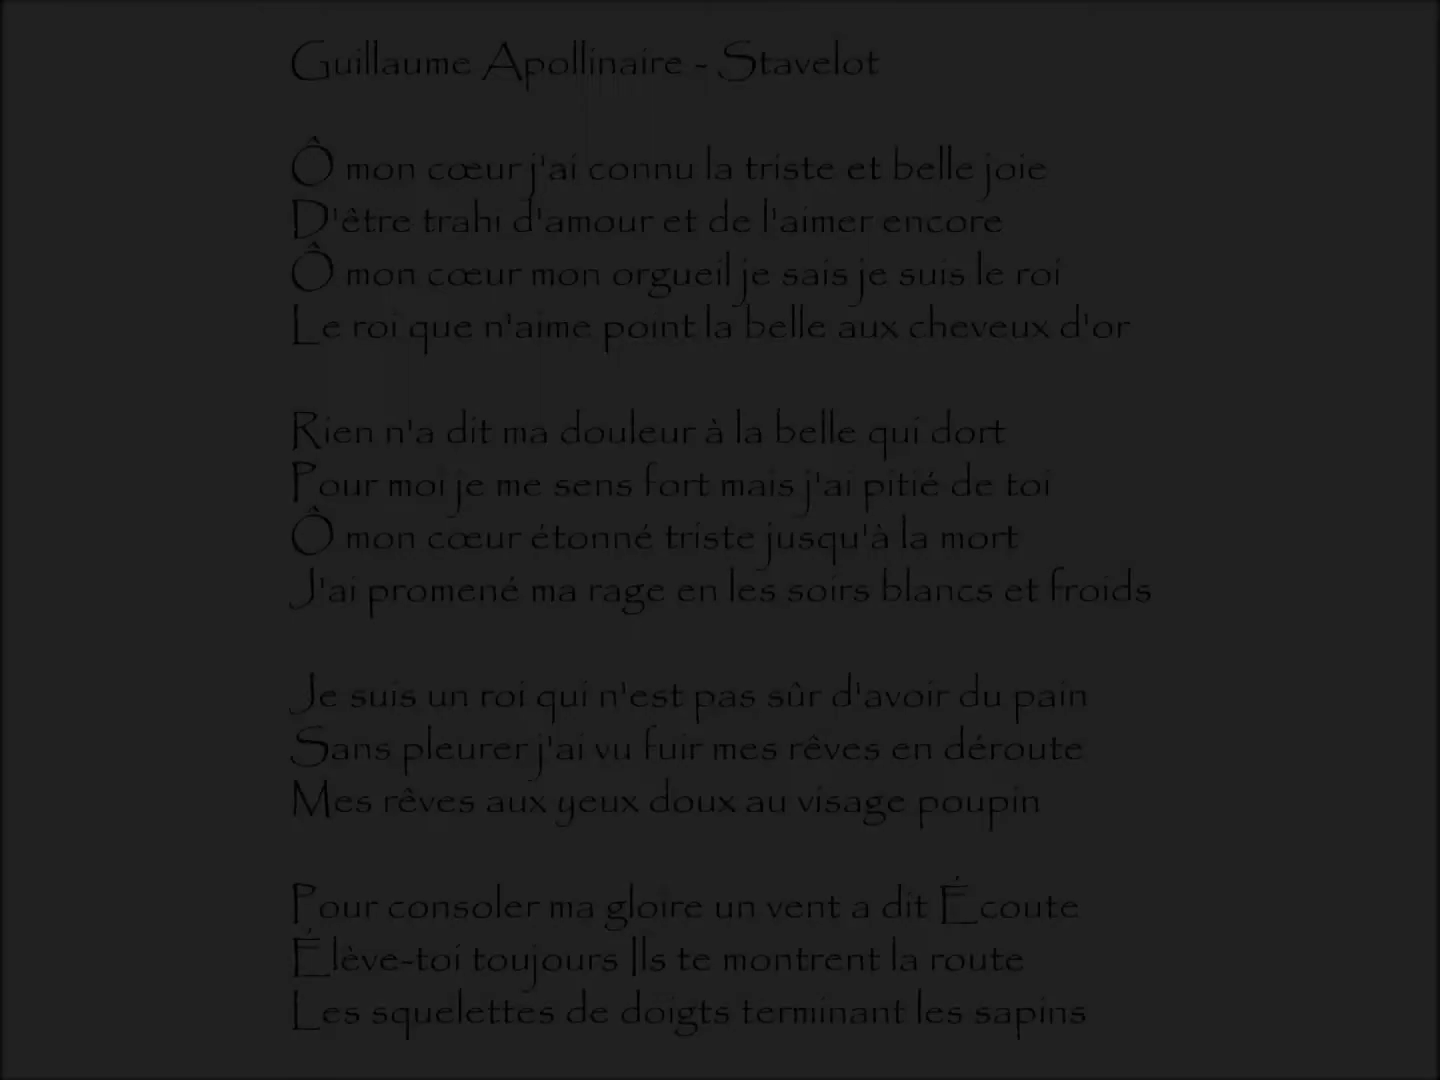 Guillaume Apollinaire - Stavelot
Ô mon cœur j'ai connu la triste et belle joie
D'être trahi d'amour et de l'aimer encore
Ô mon cœur mon orgueil je sais je suis le roi
Le roi que n'aime point la belle aux cheveux d'or
Rien n'a dit ma douleur à la belle qui dort
Pour moi je me sens fort mais j'ai pitié de toi
Ô mon cœur étonné triste jusqu'à la mort
J'ai promené ma rage en les soirs blancs et froids
Je suis un roi qui n'est pas sûr d'avoir du pain
Sans pleurer j'ai vu fuir mes rêves en déroute
Mes rêves aux yeux doux au visage poupin
Pour consoler ma gloire un vent a dit Écoute
Élève-toi toujours Ils te montrent la route
Les squelettes de doigts terminant les sapins